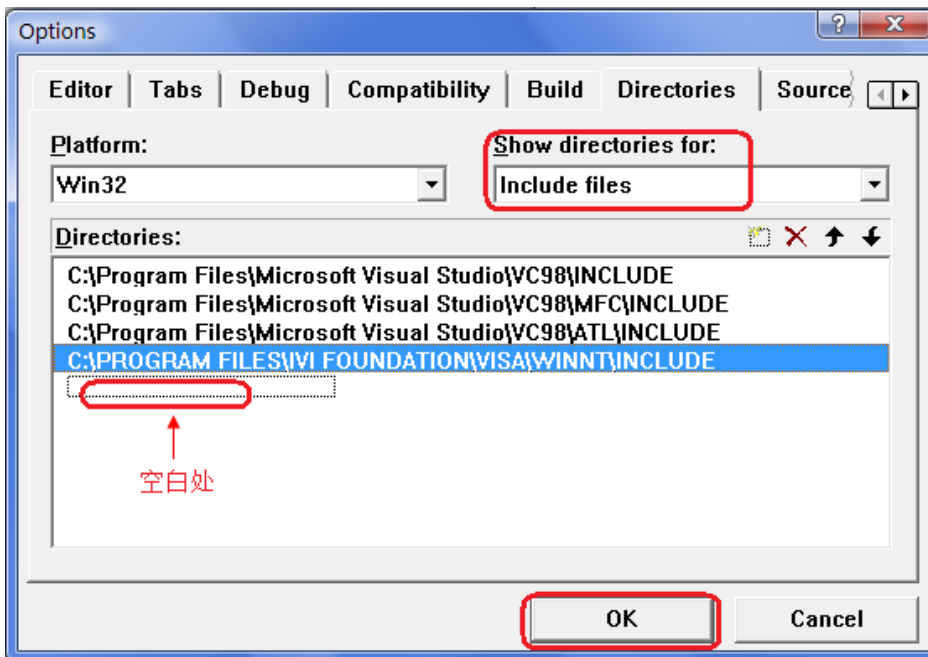 Options
Editor Tabs Debug Compatibility Build Directories Source
Platform: Show directories for:
Win32 Include files
Directories:
C:\Program Files\Microsoft Visual Studio\VC98\INCLUDE
C:\Program Files\Microsoft Visual Studio\VC98\MFC\INCLUDE
C:\Program Files\Microsoft Visual Studio\VC98\ATL\INCLUDE
C:\PROGRAM FILES\IVI FOUNDATION\VISA\WINNT\INCLUDE
空白处
OK Cancel